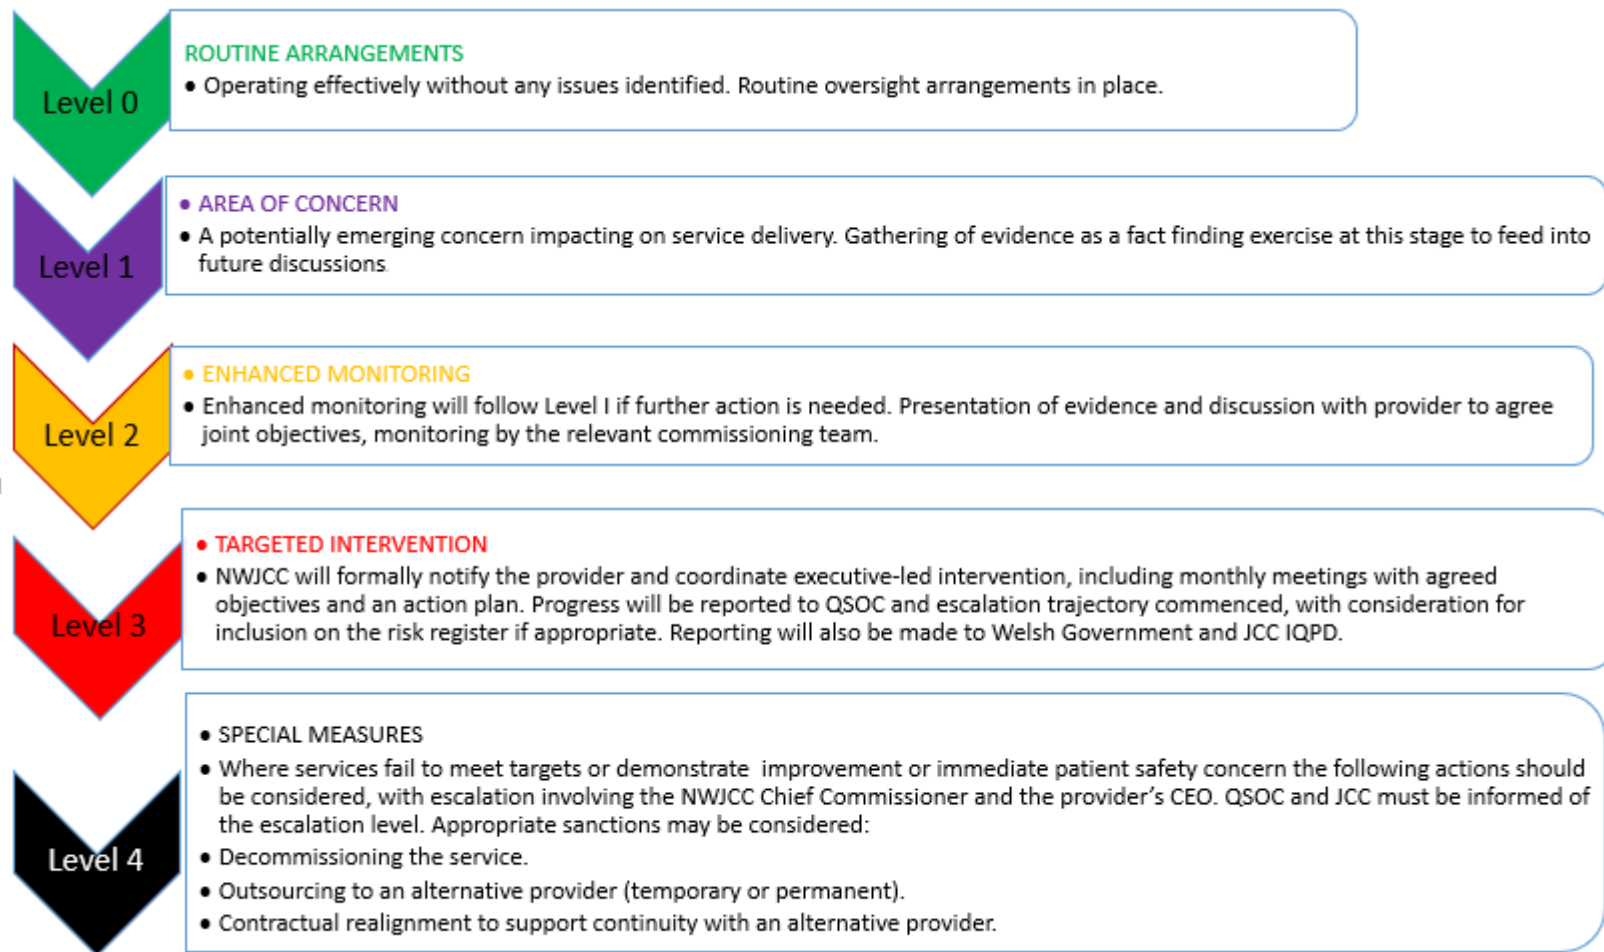 Level 0
ROUTINE ARRANGEMENTS
• Operating effectively without any issues identified. Routine oversight arrangements in place.
Level 1
• AREA OF CONCERN
• A potentially emerging concern impacting on service delivery. Gathering of evidence as a fact finding exercise at this stage to feed into
future discussions.
Level 2
• ENHANCED MONITORING
• Enhanced monitoring will follow Level I if further action is needed. Presentation of evidence and discussion with provider to agree
joint objectives, monitoring by the relevant commissioning team.
Level 3
• TARGETED INTERVENTION
• NWJCC will formally notify the provider and coordinate executive-led intervention, including monthly meetings with agreed
objectives and an action plan. Progress will be reported to QSOC and escalation trajectory commenced, with consideration for
inclusion on the risk register if appropriate. Reporting will also be made to Welsh Government and JCC IQPD.
Level 4
• SPECIAL MEASURES
• Where services fail to meet targets or demonstrate  improvement or immediate patient safety concern the following actions should
be considered, with escalation involving the NWJCC Chief Commissioner and the provider’s CEO. QSOC and JCC must be informed of
the escalation level. Appropriate sanctions may be considered:
• Decommissioning the service.
• Outsourcing to an alternative provider (temporary or permanent).
• Contractual realignment to support continuity with an alternative provider.